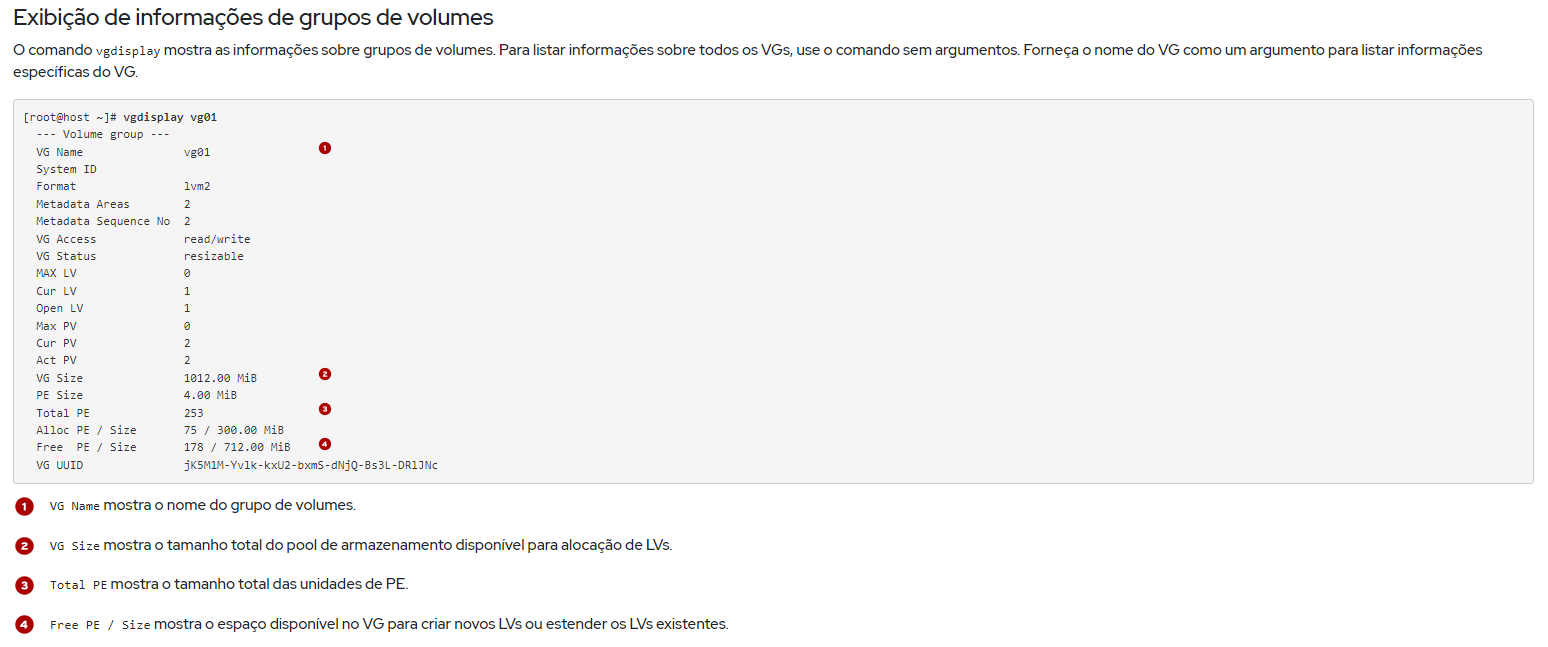 Exibição de informações de grupos de volumes
O comando vgdisplay mostra as informações sobre grupos de volumes. Para listar informações sobre todos os VGs, use o comando sem argumentos. Forneça o nome do VG como um argumento para listar informações
específicas do VG.
[root@host ~]# vgdisplay vg01
--- Volume group ---
VG Name vg01 1
System ID
Format lvm2
Metadata Areas 2
Metadata Sequence No 2
VG Access read/write
VG Status resizable
MAX LV 0
Cur LV 1
Open LV 1
Max PV 0
Cur PV 2
Act PV 2
VG Size 1012.00 MiB 2
PE Size 4.00 MiB
Total PE 253 3
Alloc PE / Size 75 / 300.00 MiB
Free PE / Size 178 / 712.00 MiB 4
VG UUID jK5M1M-Yvlk-kxU2-bxmS-dNjQ-Bs3L-DRlJNc
1 VG Name mostra o nome do grupo de volumes.
2 VG Size mostra o tamanho total do pool de armazenamento disponível para alocação de LVs.
3 Total PE mostra o tamanho total das unidades de PE.
4 Free PE / Size mostra o espaço disponível no VG para criar novos LVs ou estender os LVs existentes.